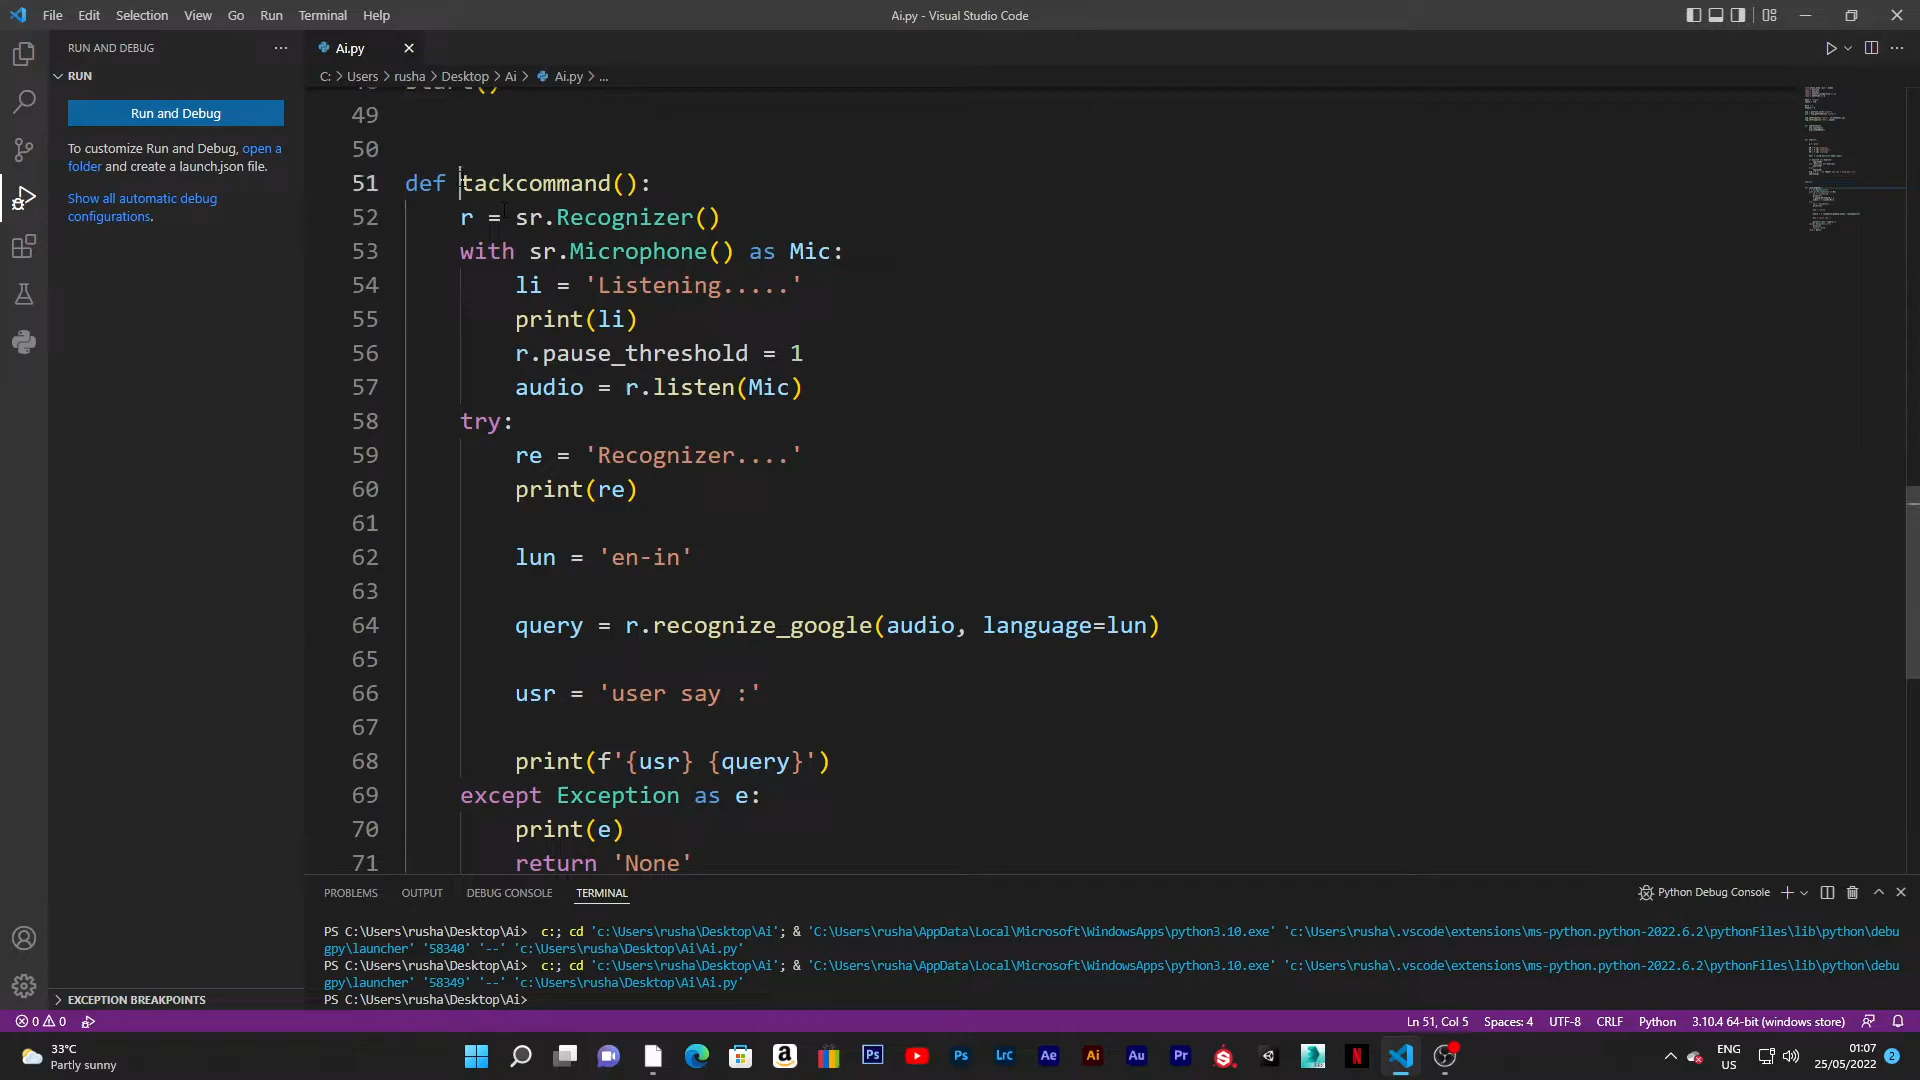 File Edit Selection View Go Run Terminal Help
Ai.py - Visual Studio Code
RUN AND DEBUG
RUN
Run and Debug
To customize Run and Debug, open a
folder and create a launch.json file.
Show all automatic debug
configurations.
EXCEPTION BREAKPOINTS
Ai.py
C: > Users > rusha > Desktop > Ai > Ai.py > ...
49
50
51 def tackcommand():
52 r = sr.Recognizer()
53 with sr.Microphone() as Mic:
54 li = 'Listening.....'
55 print(li)
56 r.pause_threshold = 1
57 audio = r.listen(Mic)
58 try:
59 re = 'Recognizer....'
60 print(re)
61
62 lun = 'en-in'
63
64 query = r.recognize_google(audio, language=lun)
65
66 usr = 'user say :'
67
68 print(f'{usr} {query}')
69 except Exception as e:
70 print(e)
71 return 'None'
PROBLEMS OUTPUT DEBUG CONSOLE TERMINAL
Python Debug Console
PS C:\Users\rusha\Desktop\Ai> c:; cd 'c:\Users\rusha\Desktop\Ai'; & 'C:\Users\rusha\AppData\Local\Microsoft\WindowsApps\python3.10.exe' 'c:\Users\rusha\.vscode\extensions\ms-python.python-2022.6.2\pythonFiles\lib\python\debu
gpy\launcher' '58340' '--' 'c:\Users\rusha\Desktop\Ai\Ai.py'
PS C:\Users\rusha\Desktop\Ai> c:; cd 'c:\Users\rusha\Desktop\Ai'; & 'C:\Users\rusha\AppData\Local\Microsoft\WindowsApps\python3.10.exe' 'c:\Users\rusha\.vscode\extensions\ms-python.python-2022.6.2\pythonFiles\lib\python\debu
gpy\launcher' '58349' '--' 'c:\Users\rusha\Desktop\Ai\Ai.py'
PS C:\Users\rusha\Desktop\Ai>
0 0
Ln 51, Col 5 Spaces: 4 UTF-8 CRLF Python 3.10.4 64-bit (windows store)
33°C
Partly sunny
Ps Ps Lrc Ae Ai Au Pr N
ENG
US
01:07
25/05/2022
2